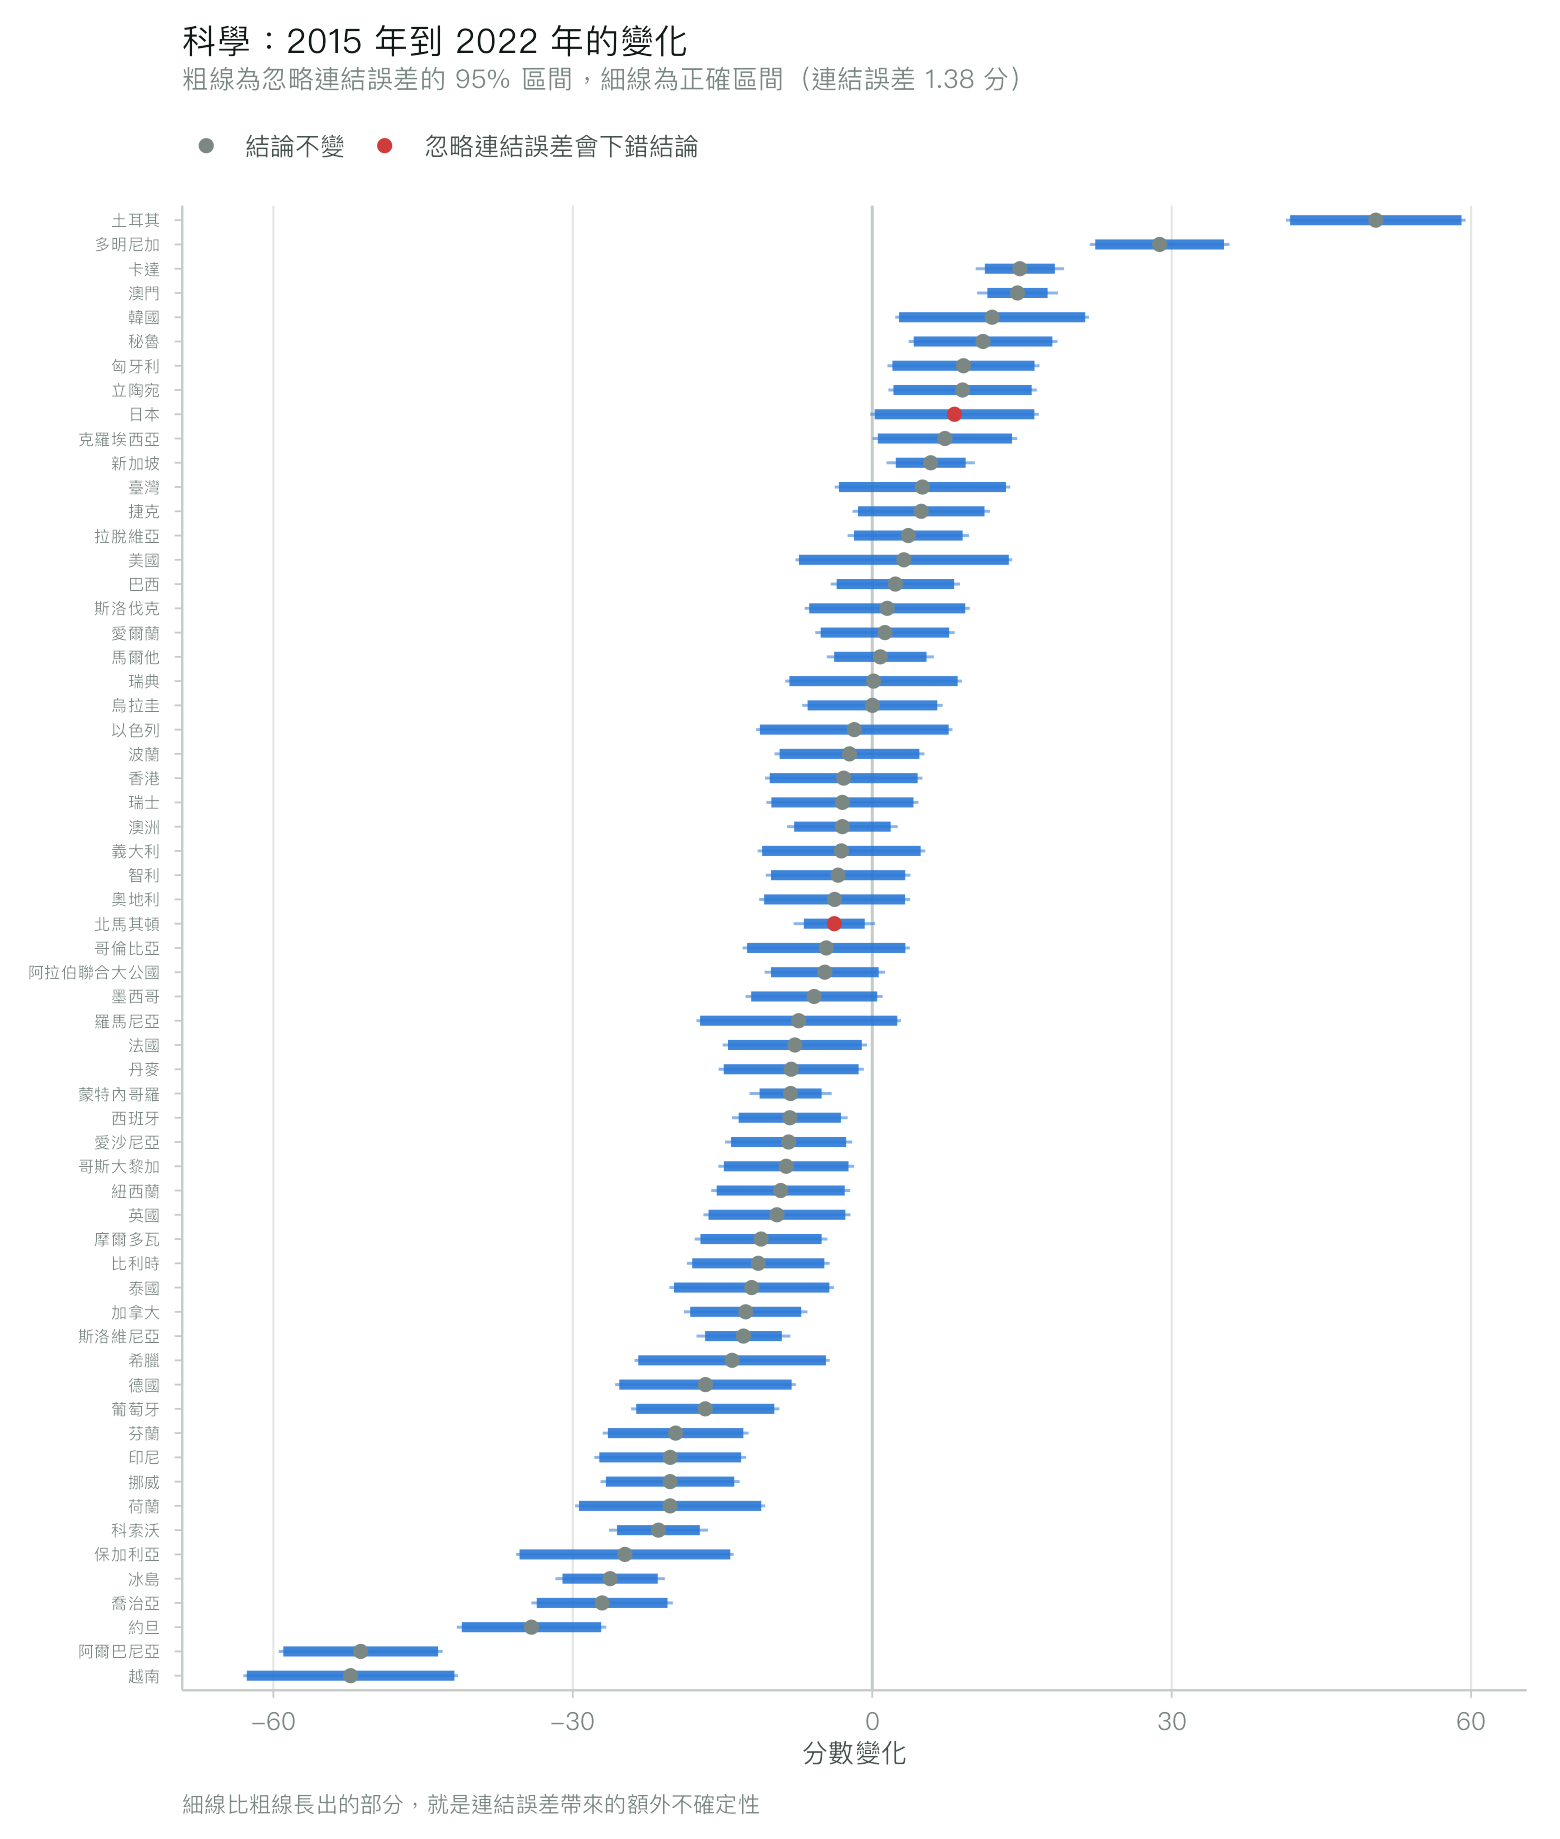 科學：2015 年到 2022 年的變化
粗線為忽略連結誤差的 95% 區間，細線為正確區間（連結誤差 1.38 分）
結論不變
忽略連結誤差會下錯結論
土耳其
多明尼加
卡達
澳門
韓國
秘魯
匈牙利
立陶宛
日本
克羅埃西亞
新加坡
臺灣
捷克
拉脫維亞
美國
巴西
斯洛伐克
愛爾蘭
馬爾他
瑞典
烏拉圭
以色列
波蘭
香港
瑞士
澳洲
義大利
智利
奧地利
北馬其頓
哥倫比亞
阿拉伯聯合大公國
墨西哥
羅馬尼亞
法國
丹麥
蒙特內哥羅
西班牙
愛沙尼亞
哥斯大黎加
紐西蘭
英國
摩爾多瓦
比利時
泰國
加拿大
斯洛維尼亞
希臘
德國
葡萄牙
芬蘭
印尼
挪威
荷蘭
科索沃
保加利亞
冰島
喬治亞
約旦
阿爾巴尼亞
越南
−60
−30
0
30
60
分數變化
細線比粗線長出的部分，就是連結誤差帶來的額外不確定性